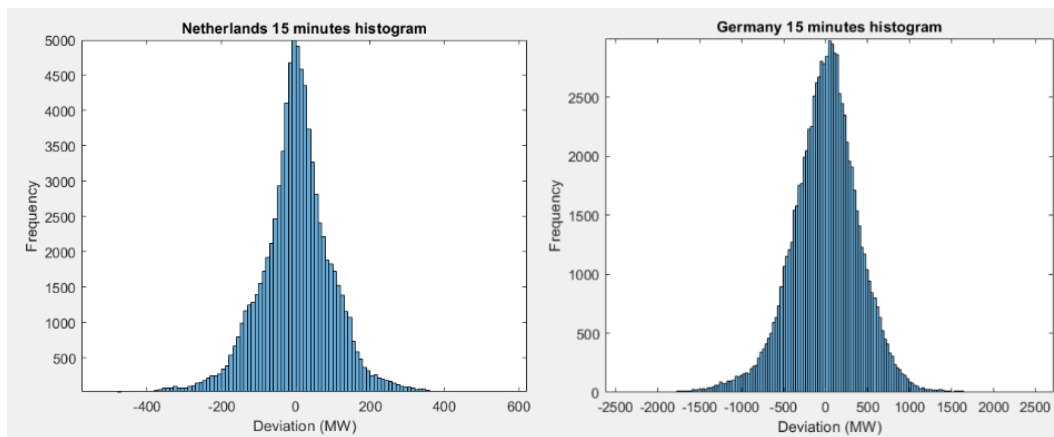 Netherlands 15 minutes histogram
5000
4500
4000
3500
3000
2500
2000
1500
1000
500
Frequency
-400 -200 0 200 400 600
Deviation (MW)
Germany 15 minutes histogram
2500
2000
1500
1000
500
0
Frequency
-2500 -2000 -1500 -1000 -500 0 500 1000 1500 2000 2500
Deviation (MW)